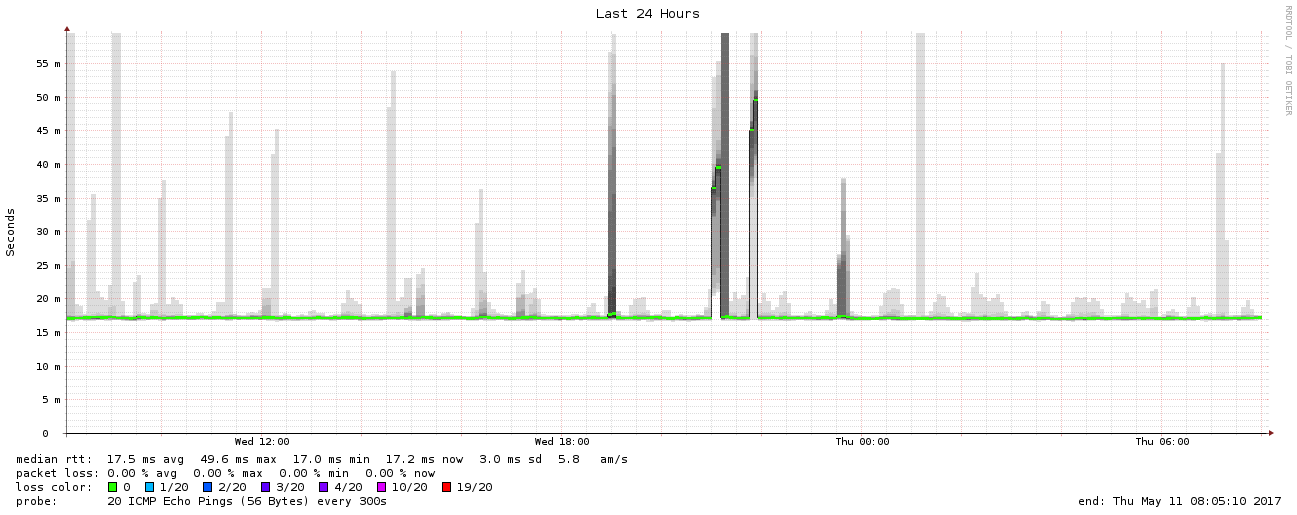 Last 24 Hours
RRDTOOL / TOBI OETIKER
Seconds
55 m
50 m
45 m
40 m
35 m
30 m
25 m
20 m
15 m
10 m
5 m
0
Wed 12:00 Wed 18:00 Thu 00:00 Thu 06:00
median rtt: 17.5 ms avg 49.6 ms max 17.0 ms min 17.2 ms now 3.0 ms sd 5.8 am/s
packet loss: 0.00 % avg 0.00 % max 0.00 % min 0.00 % now
loss color: 0 1/20 2/20 3/20 4/20 10/20 19/20
probe: 20 ICMP Echo Pings (56 Bytes) every 300s end: Thu May 11 08:05:10 2017